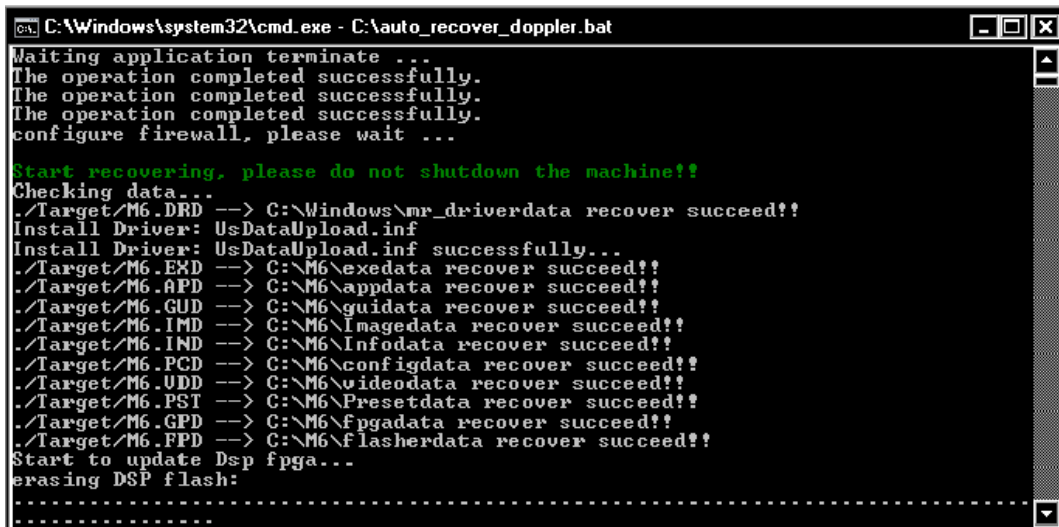 C:\Windows\system32\cmd.exe - C:\auto_recover_doppler.bat
Waiting application terminate ...
The operation completed successfully.
The operation completed successfully.
The operation completed successfully.
configure firewall, please wait ...
Start recovering, please do not shutdown the machine!!
Checking data...
./Target/M6.DRD --> C:\Windows\mr_driverdata recover succeed!!
Install Driver: UsDataUpload.inf
Install Driver: UsDataUpload.inf successfully...
./Target/M6.EXD --> C:\M6\exedata recover succeed!!
./Target/M6.APD --> C:\M6\appdata recover succeed!!
./Target/M6.GUD --> C:\M6\guidata recover succeed!!
./Target/M6.IMD --> C:\M6\Imagedata recover succeed!!
./Target/M6.IND --> C:\M6\Infodata recover succeed!!
./Target/M6.PCD --> C:\M6\configdata recover succeed!!
./Target/M6.VDD --> C:\M6\videodata recover succeed!!
./Target/M6.PST --> C:\M6\Presetdata recover succeed!!
./Target/M6.GPD --> C:\M6\fpgadata recover succeed!!
./Target/M6.FPD --> C:\M6\flasherdata recover succeed!!
Start to update Dsp fpga...
erasing DSP flash:
................................................................................
................